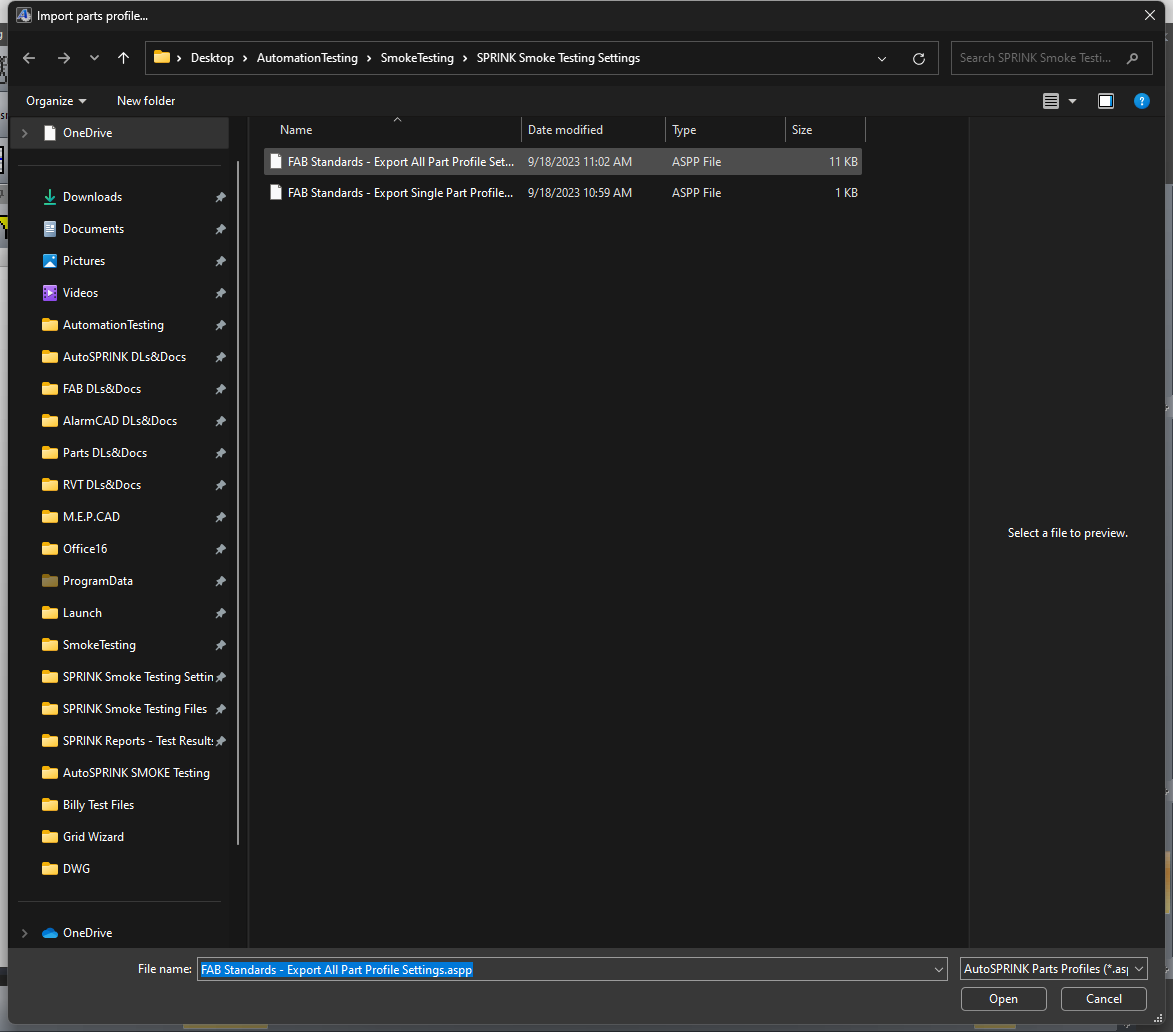 Import parts profile...
Desktop > AutomationTesting > SmokeTesting > SPRINK Smoke Testing Settings
Search SPRINK Smoke Testi...
Organize
New folder
OneDrive
Downloads
Documents
Pictures
Videos
AutomationTesting
AutoSPRINK DLs&Docs
FAB DLs&Docs
AlarmCAD DLs&Docs
Parts DLs&Docs
RVT DLs&Docs
M.E.P.CAD
Office16
ProgramData
Launch
SmokeTesting
SPRINK Smoke Testing Settin
SPRINK Smoke Testing Files
SPRINK Reports - Test Results
AutoSPRINK SMOKE Testing
Billy Test Files
Grid Wizard
DWG
OneDrive
Name Date modified Type Size
FAB Standards - Export All Part Profile Set... 9/18/2023 11:02 AM ASPP File 11 KB
FAB Standards - Export Single Part Profile... 9/18/2023 10:59 AM ASPP File 1 KB
Select a file to preview.
File name: FAB Standards - Export All Part Profile Settings.aspp
AutoSPRINK Parts Profiles (*.asp
Open
Cancel